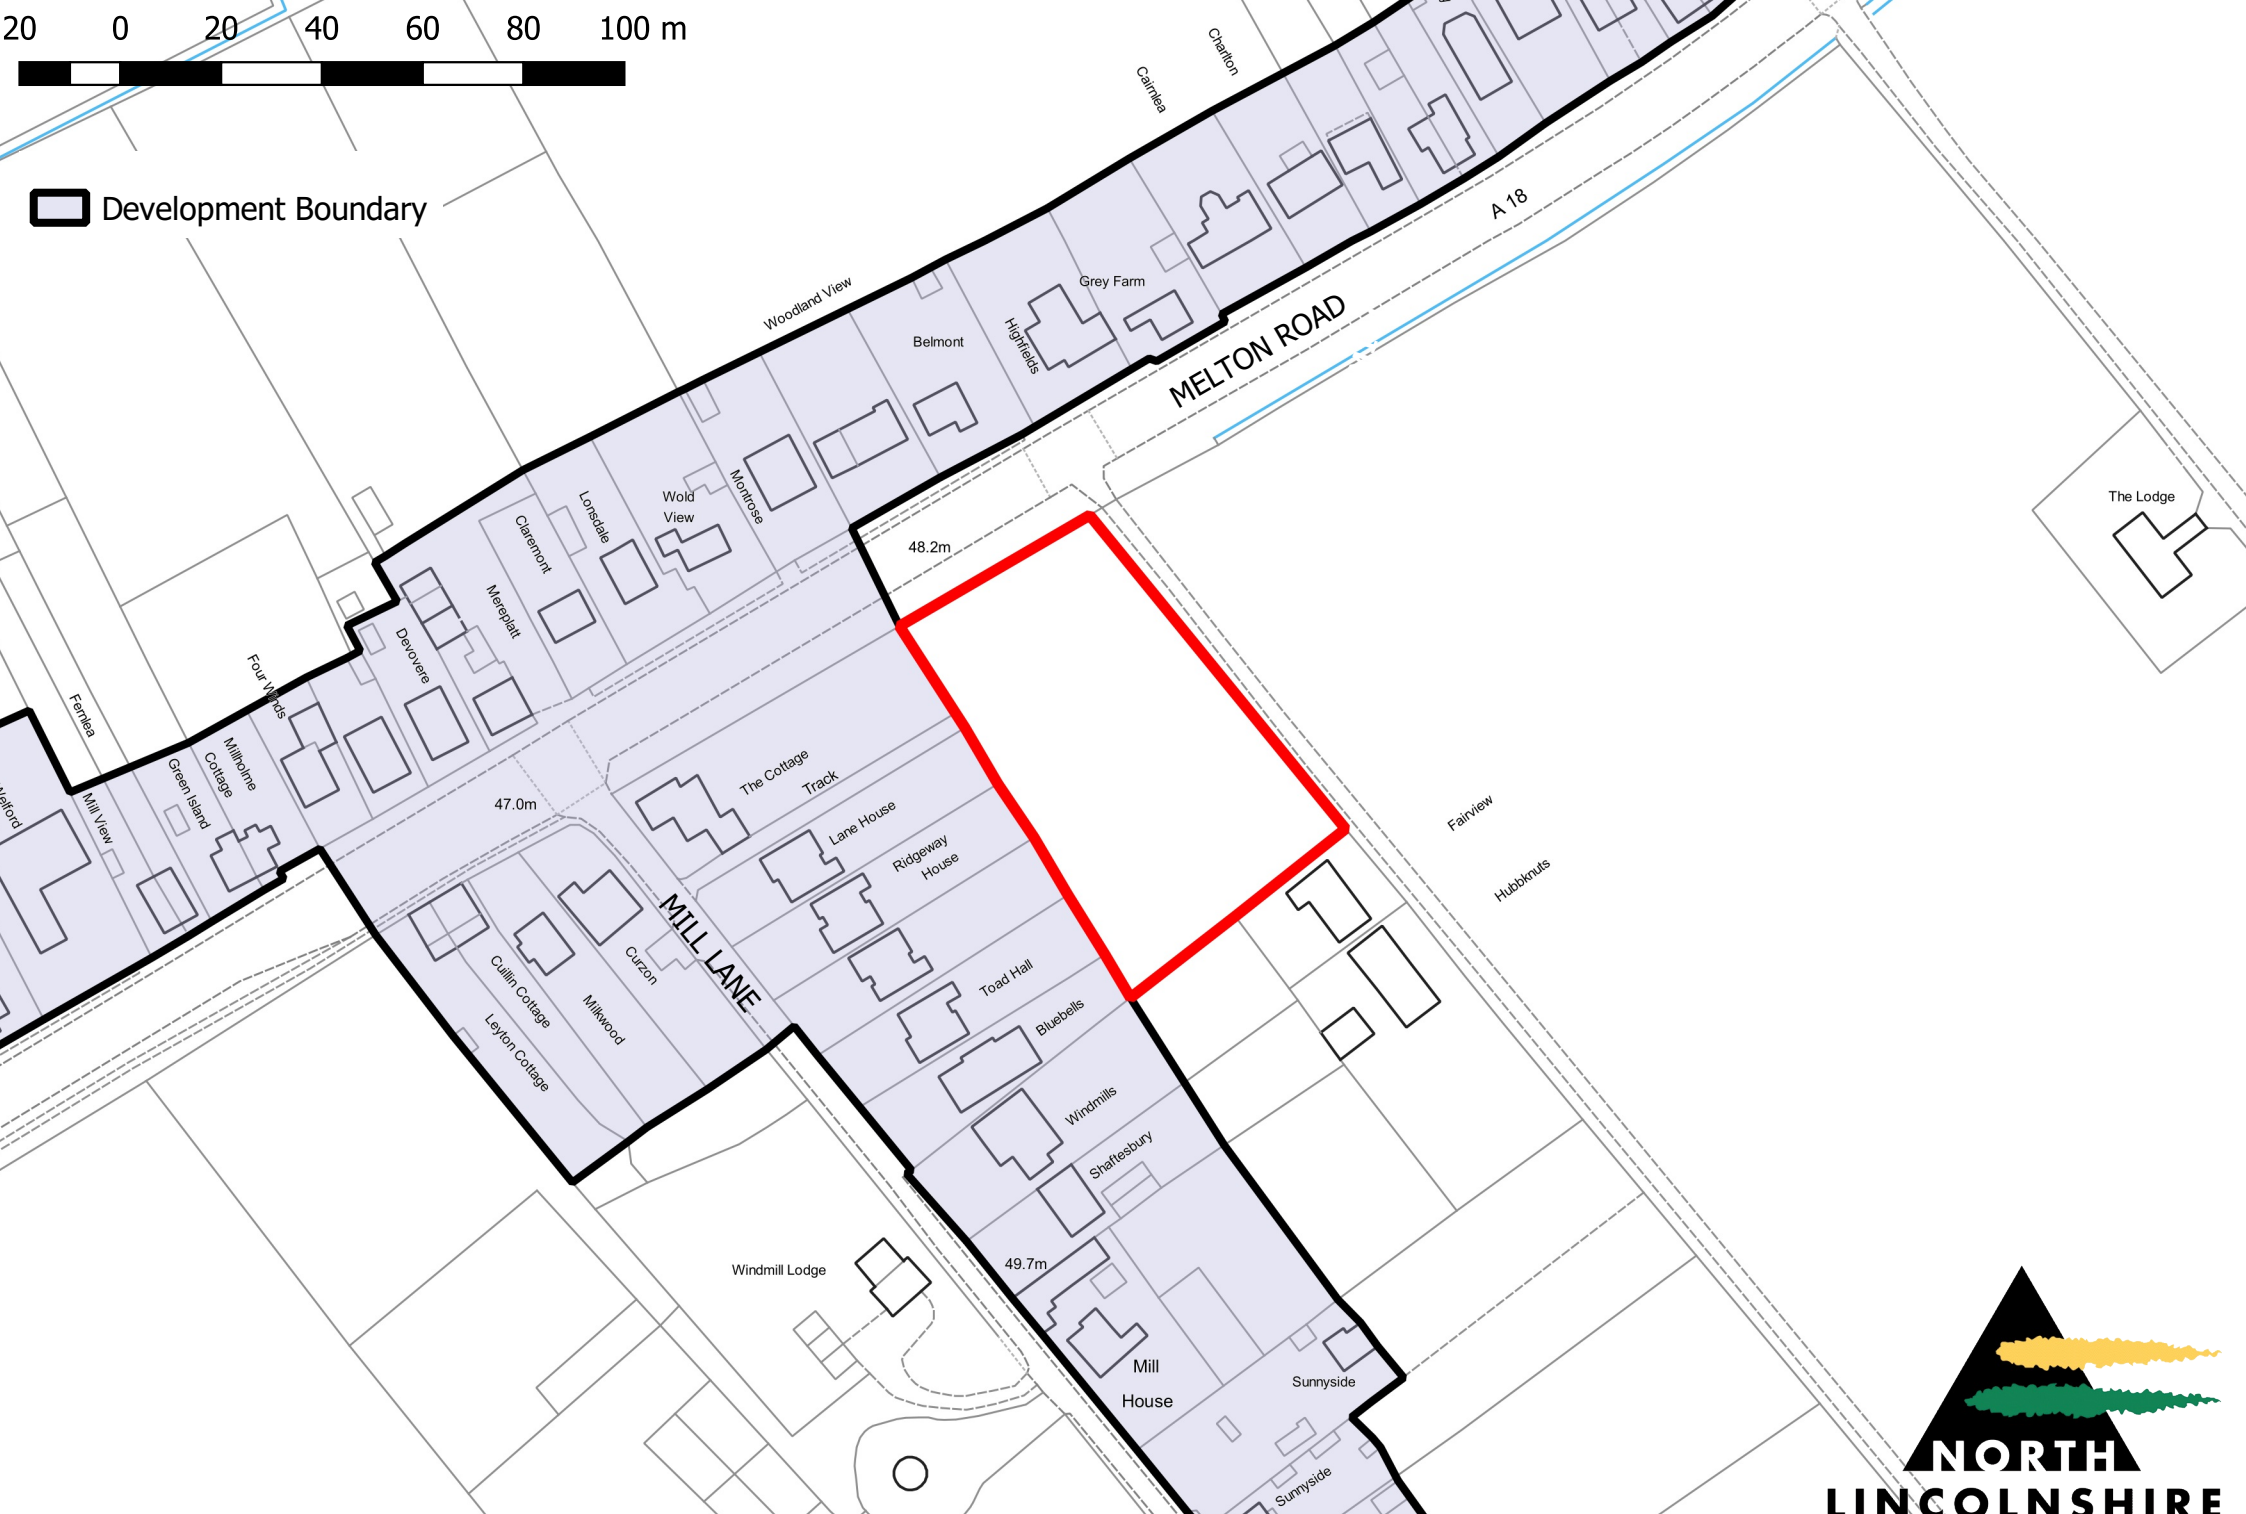 20 0 20 40 60 80 100 m
Development Boundary
Charlton
Cairnlea
A 18
Woodland View
Grey Farm
Highfields
Belmont
MELTON ROAD
The Lodge
Wold
View
Montrose
Lonsdale
Claremont
Mereplatt
48.2m
Devovere
Four Winds
Fernlea
Millholme
Cottage
Green Island
Mill View
Welford
47.0m
The Cottage
Track
Lane House
Ridgeway
House
Fairview
Hubbknuts
MILL LANE
Curzon
Milkwood
Cuillin Cottage
Leyton Cottage
Toad Hall
Bluebells
Windmills
Shaftesbury
Windmill Lodge
49.7m
Mill
House
Sunnyside
Sunnyside
NORTH
LINCOLNSHIRE